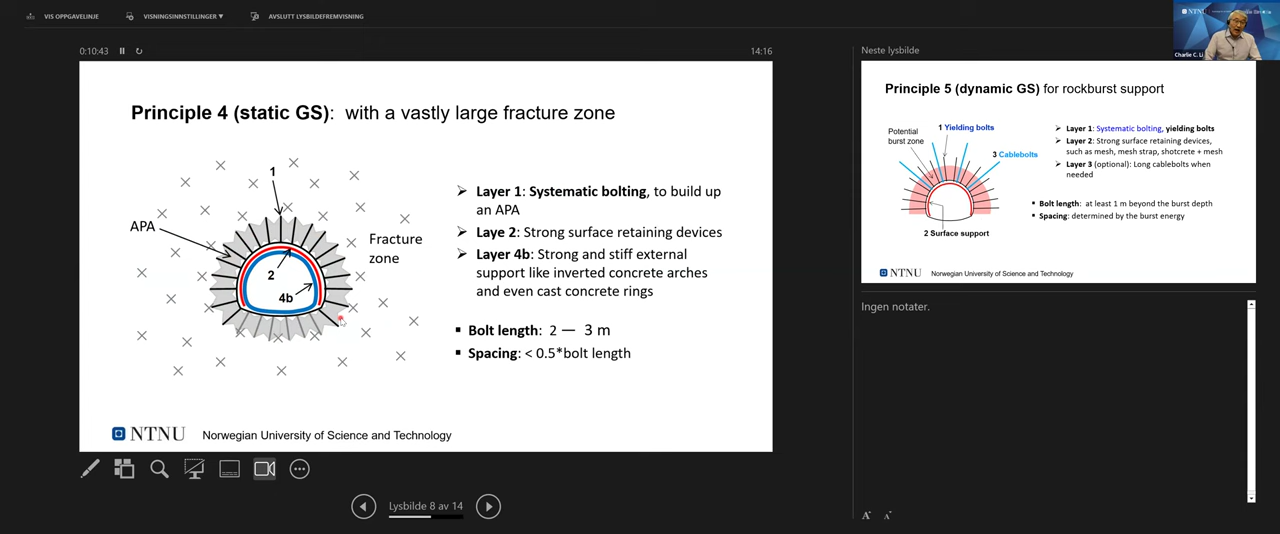 VIS OPPGAVELINJE
VISNINGSINNSTILLINGER ▼
AVSLUTT LYSBILDEFREMVISNING
0:10:43
14:16
Principle 4 (static GS): with a vastly large fracture zone
1
APA
Fracture
zone
2
4b
➢ Layer 1: Systematic bolting, to build up
an APA
➢ Laye 2: Strong surface retaining devices
➢ Layer 4b: Strong and stiff external
support like inverted concrete arches
and even cast concrete rings
▪ Bolt length: 2 — 3 m
▪ Spacing: < 0.5*bolt length
NTNU
Norwegian University of Science and Technology
Lysbilde 8 av 14
NTNU
Charlie C. Li
Neste lysbilde
Principle 5 (dynamic GS) for rockburst support
Potential
burst zone
1 Yielding bolts
3 Cablebolts
2 Surface support
➢ Layer 1: Systematic bolting, yielding bolts
➢ Layer 2: Strong surface retaining devices,
such as mesh, mesh strap, shotcrete + mesh
➢ Layer 3 (optional): Long cablebolts when
needed
▪ Bolt length: at least 1 m beyond the burst depth
▪ Spacing: determined by the burst energy
NTNU
Norwegian University of Science and Technology
Ingen notater.
A
A